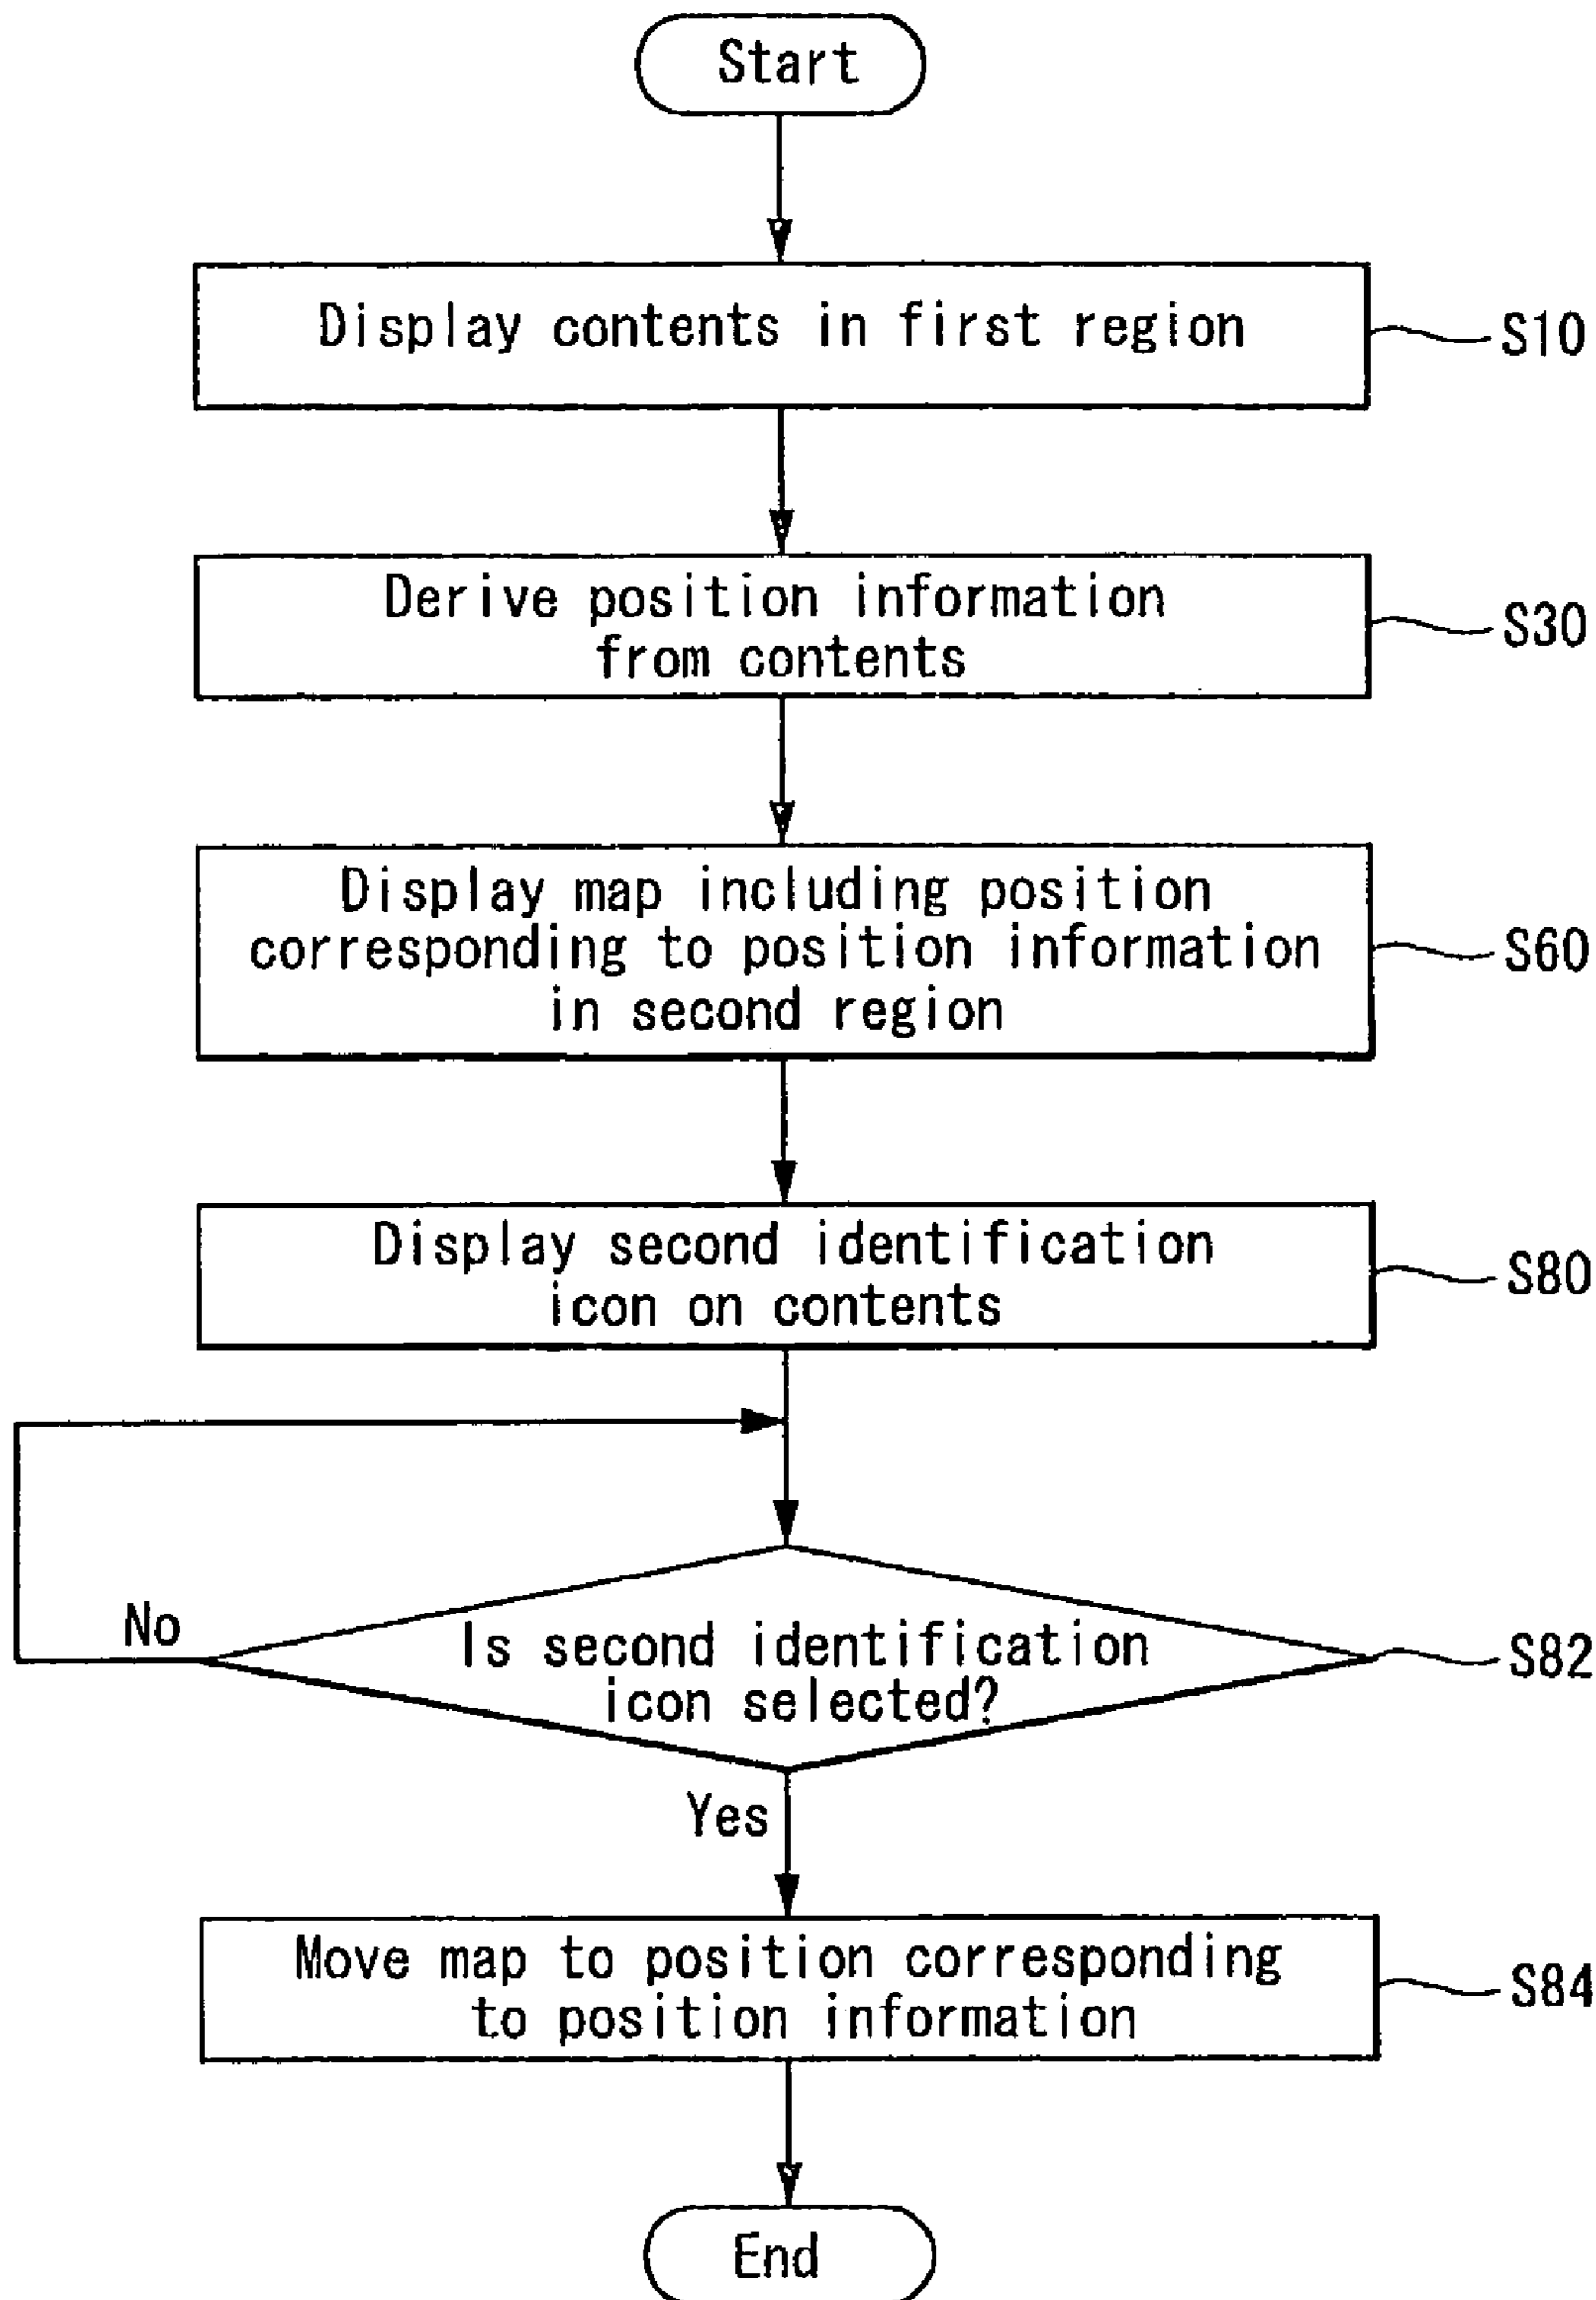 Start
Display contents in first region
S10
Derive position information
from contents
S30
Display map including position
corresponding to position information
in second region
S60
Display second identification
icon on contents
S80
No
Is second identification
icon selected?
S82
Yes
Move map to position corresponding
to position information
S84
End